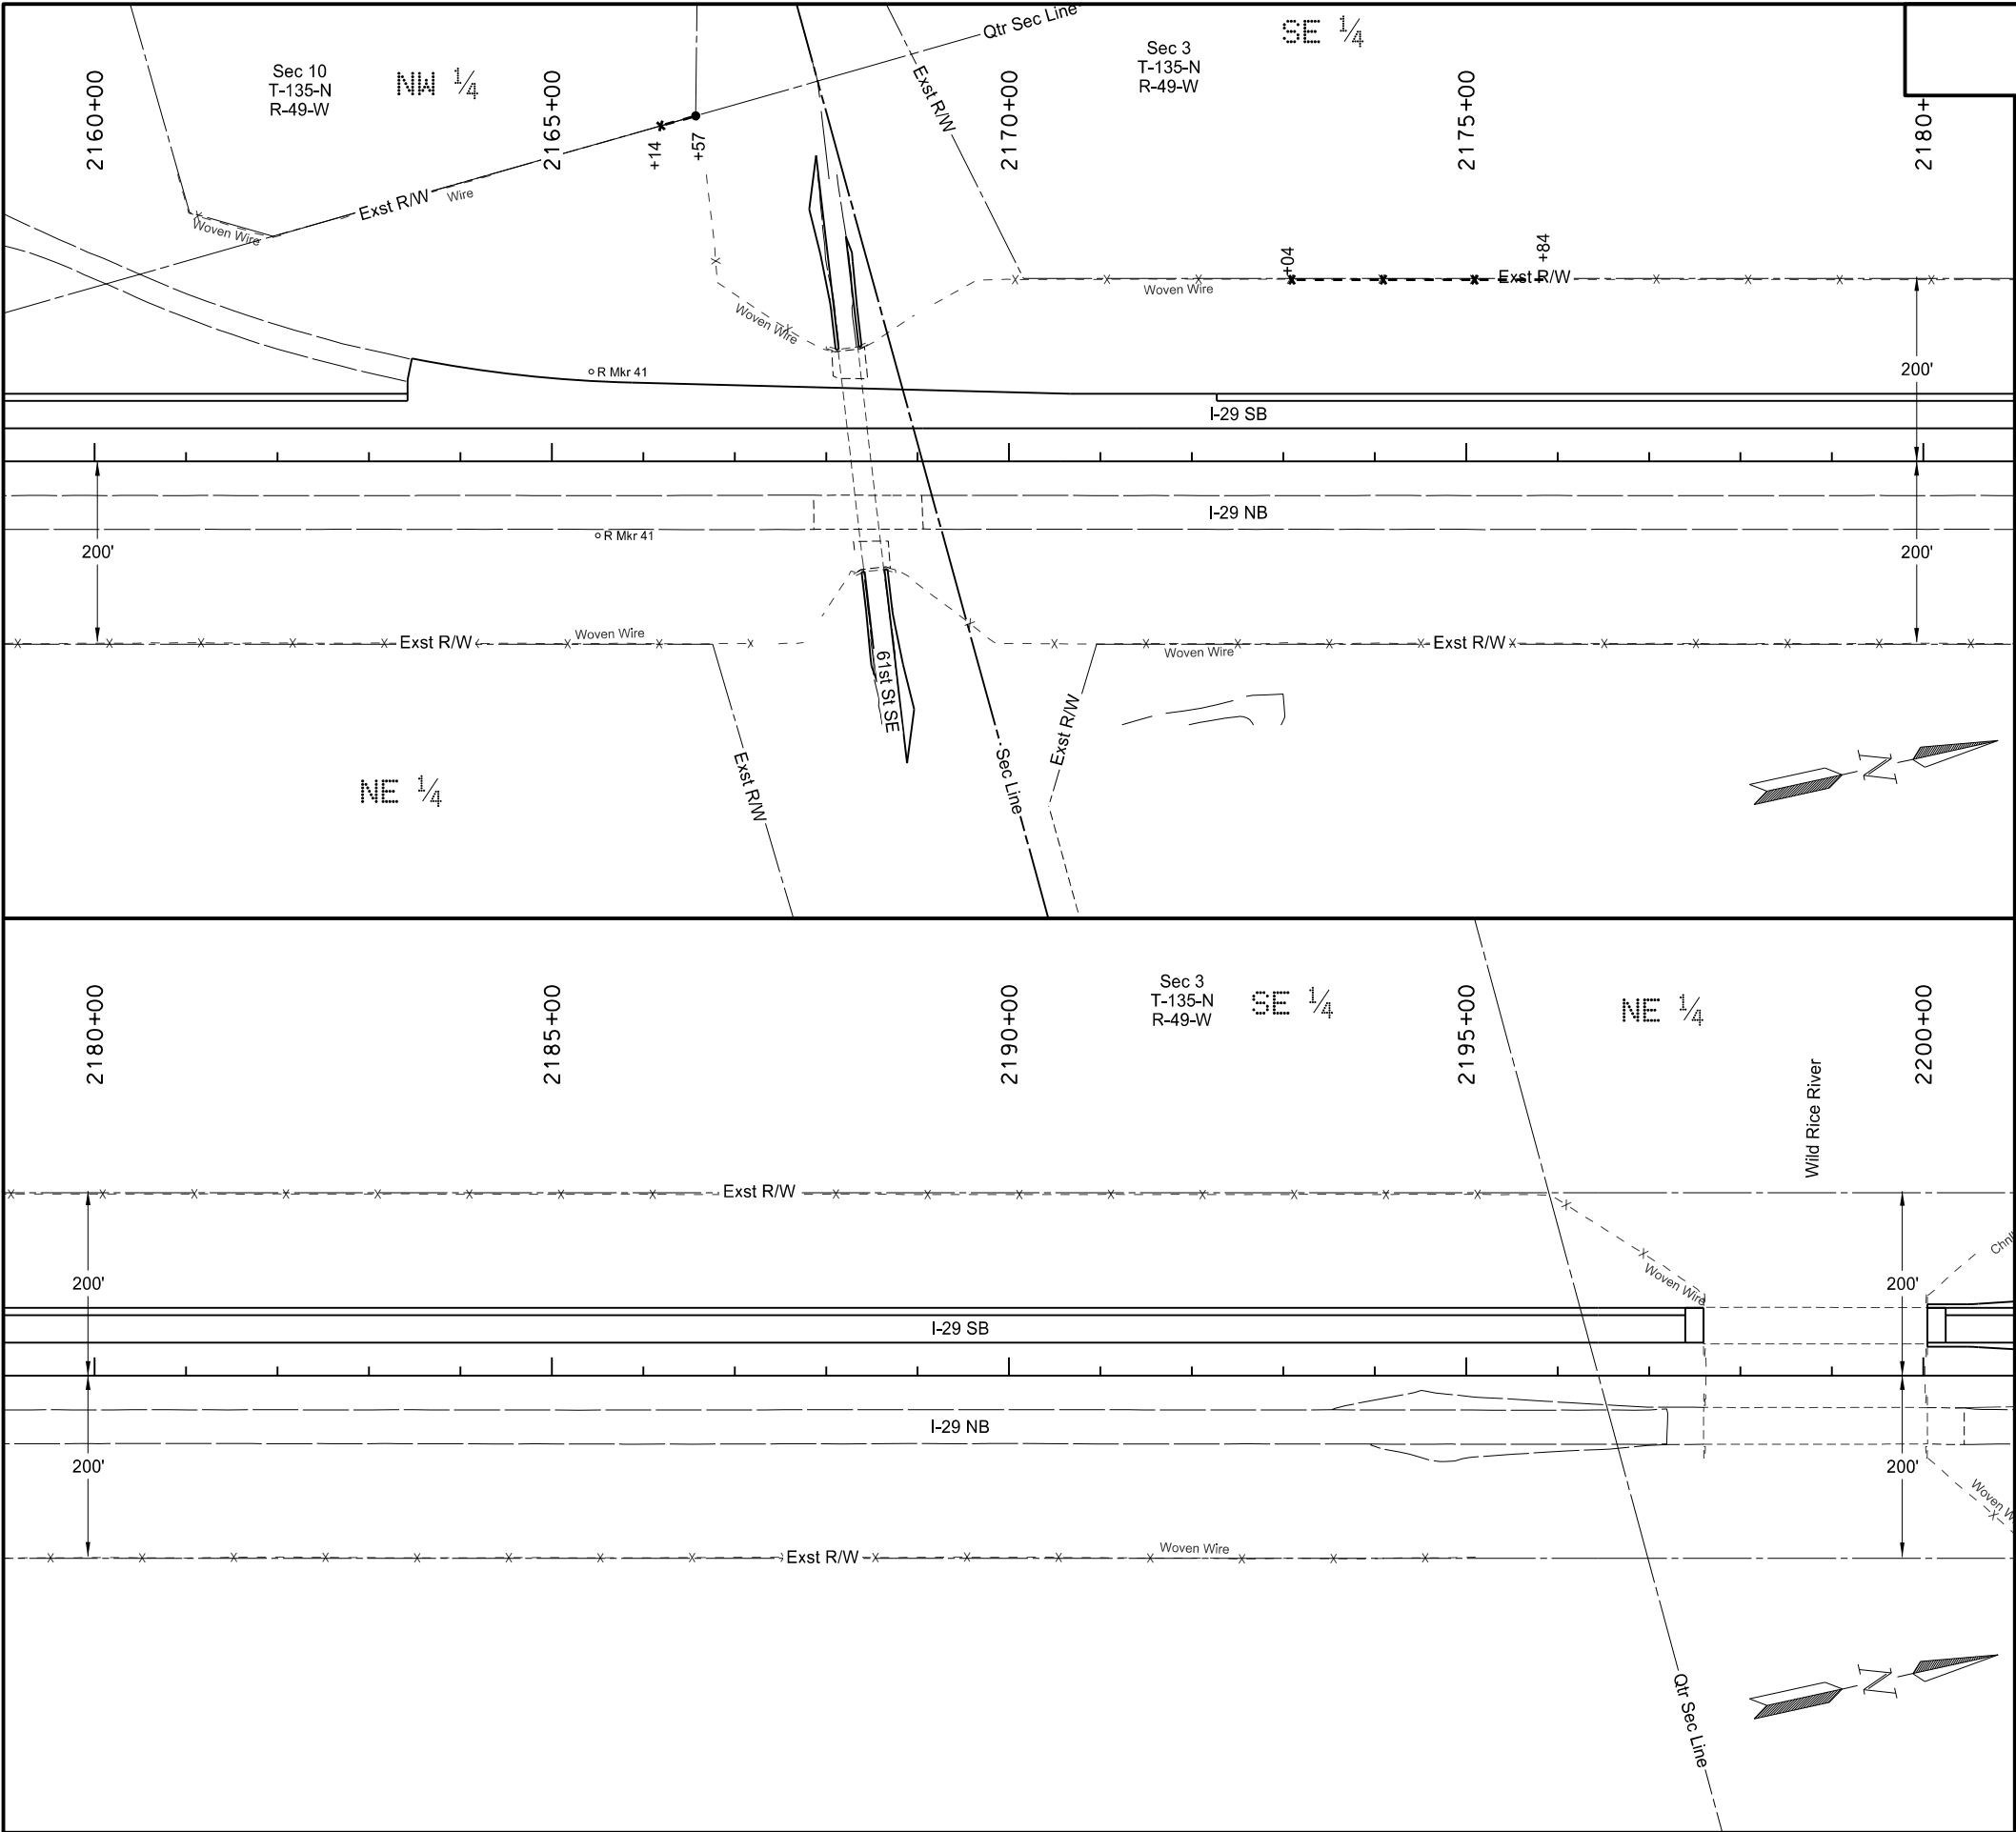 Qtr Sec Line
SE 1/4
Sec 3
T-135-N
R-49-W
Sec 10
T-135-N
R-49-W
NW 1/4
2160+00
2165+00
2170+00
2175+00
2180+
Exst R/W
+14
+57
Exst R/W
Wire
Woven Wire
+04
+84
Exst R/W
Woven Wire
Woven Wire
R Mkr 41
200'
I-29 SB
I-29 NB
R Mkr 41
200'
200'
Exst R/W
Woven Wire
Exst R/W
Woven Wire
61st St SE
Exst R/W
Exst R/W
Sec Line
NE 1/4
N
2180+00
2185+00
2190+00
2195+00
2200+00
Sec 3
T-135-N
R-49-W
SE 1/4
NE 1/4
Wild Rice River
Exst R/W
Woven Wire
200'
200'
I-29 SB
I-29 NB
200'
200'
Exst R/W
Woven Wire
Woven
Qtr Sec Line
N